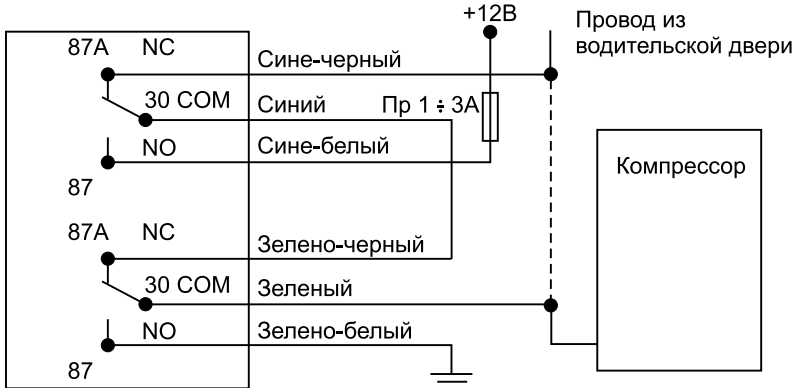 +12В
Провод из
водительской двери
87A NC
Сине-черный
30 COM
Синий
Пр 1 ÷ 3А
NO
Сине-белый
87
Компрессор
87A NC
Зелено-черный
30 COM
Зеленый
NO
Зелено-белый
87